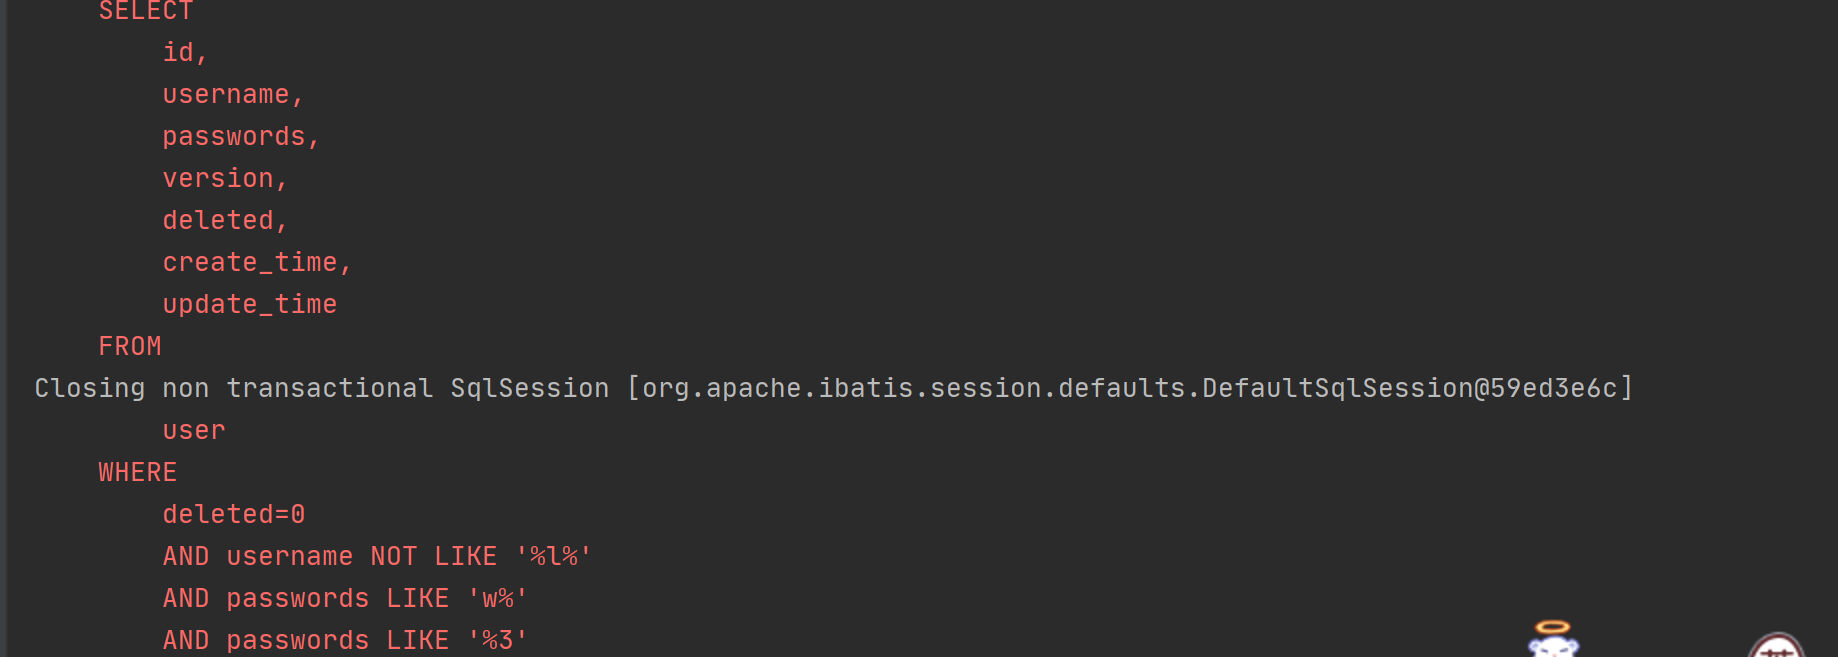 SELECT
id,
username,
passwords,
version,
deleted,
create_time,
update_time
FROM
Closing non transactional SqlSession [org.apache.ibatis.session.defaults.DefaultSqlSession@59ed3e6c]
user
WHERE
deleted=0
AND username NOT LIKE '%l%'
AND passwords LIKE 'w%'
AND passwords LIKE '%3'